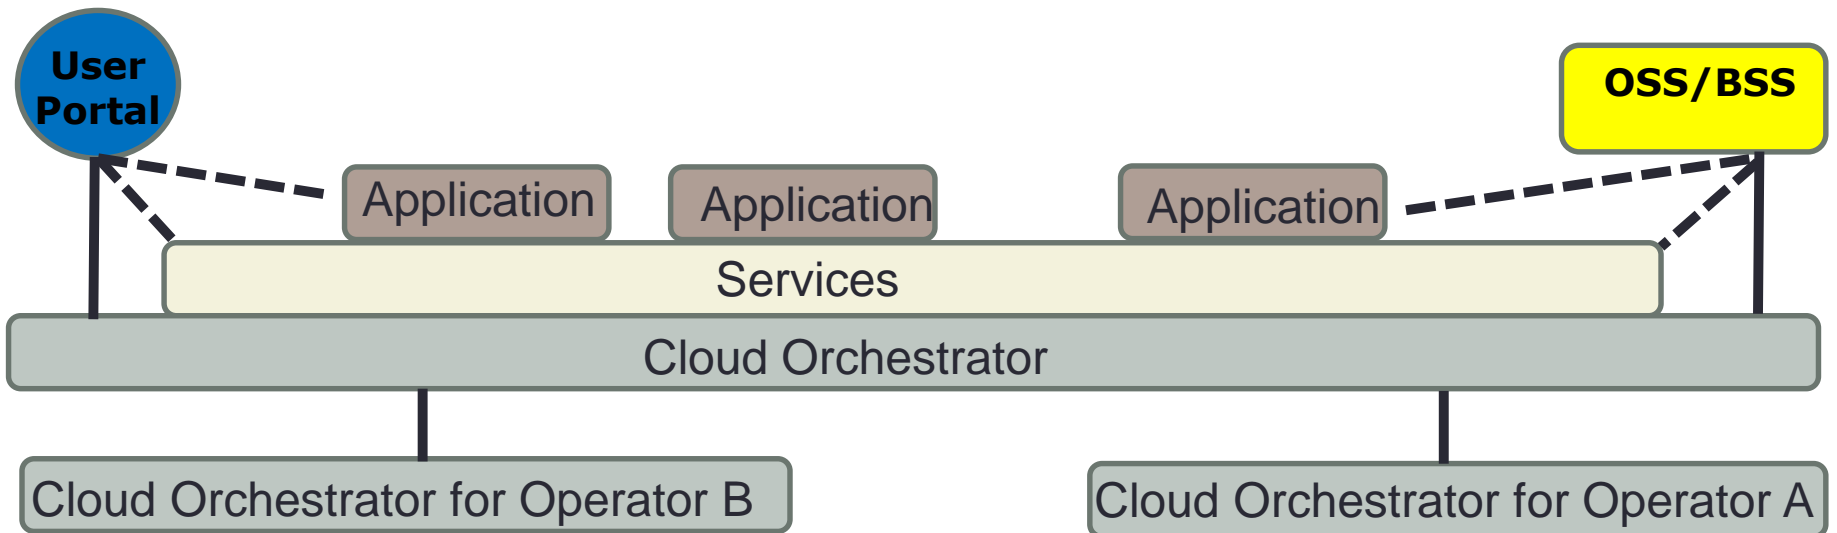 User
Portal
OSS/BSS
Application
Application
Application
Services
Cloud Orchestrator
Cloud Orchestrator for Operator B
Cloud Orchestrator for Operator A